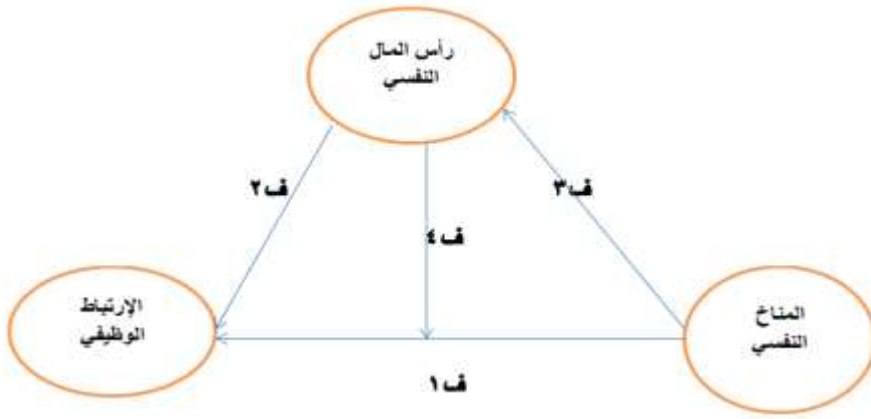 رأس المال
النفسي
ف٢
ف٣
ف٤
الإرتباط
الوظيفي
المناخ
النفسي
ف١